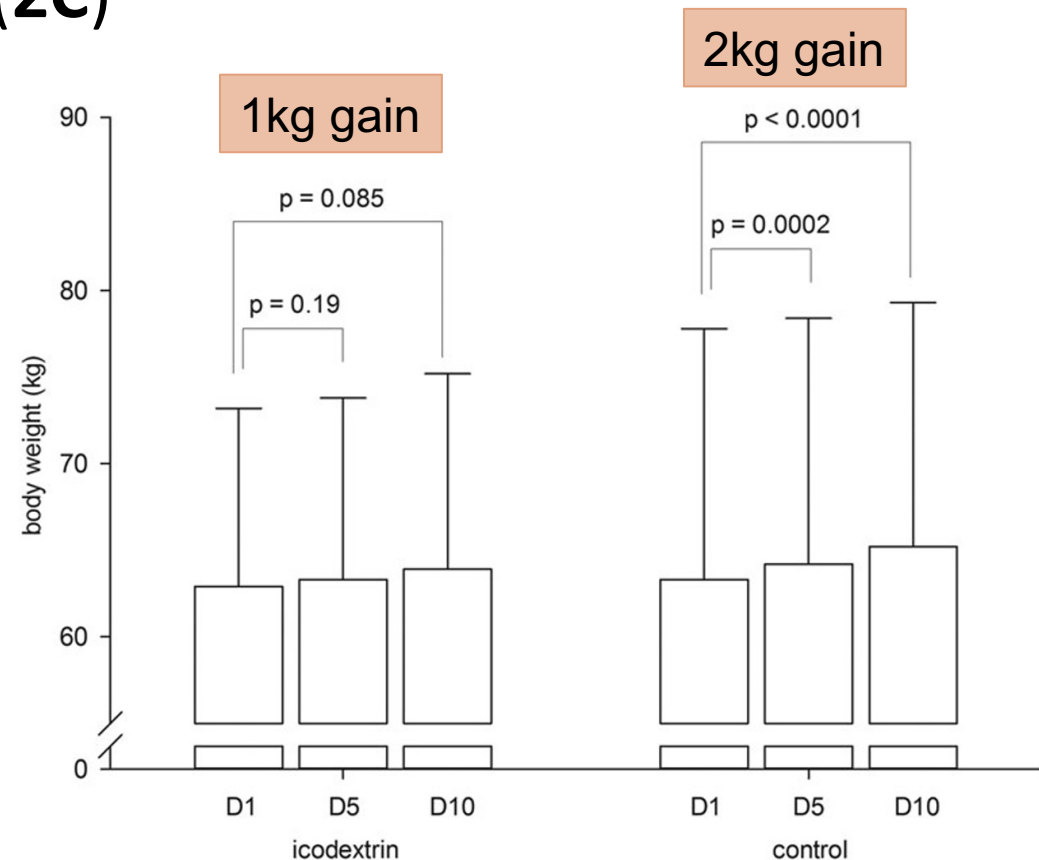 (2C)
2kg gain
1kg gain
p < 0.0001
p = 0.085
p = 0.0002
p = 0.19
90
80
70
60
0
body weight (kg)
D1 D5 D10 D1 D5 D10
icodextrin control